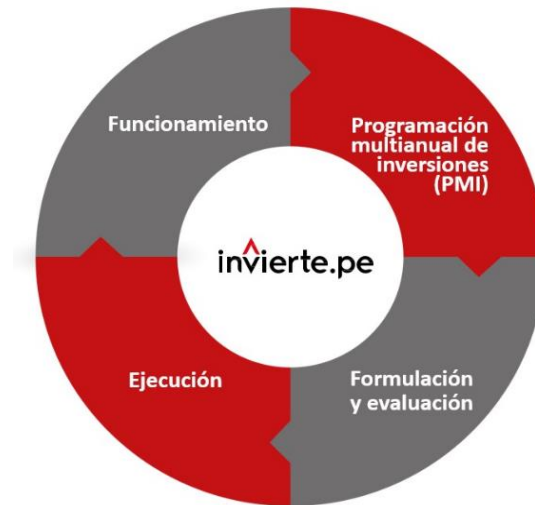 Funcionamiento
Programación
multianual de
inversiones
(PMI)
invierte.pe
Ejecución
Formulación
y evaluación